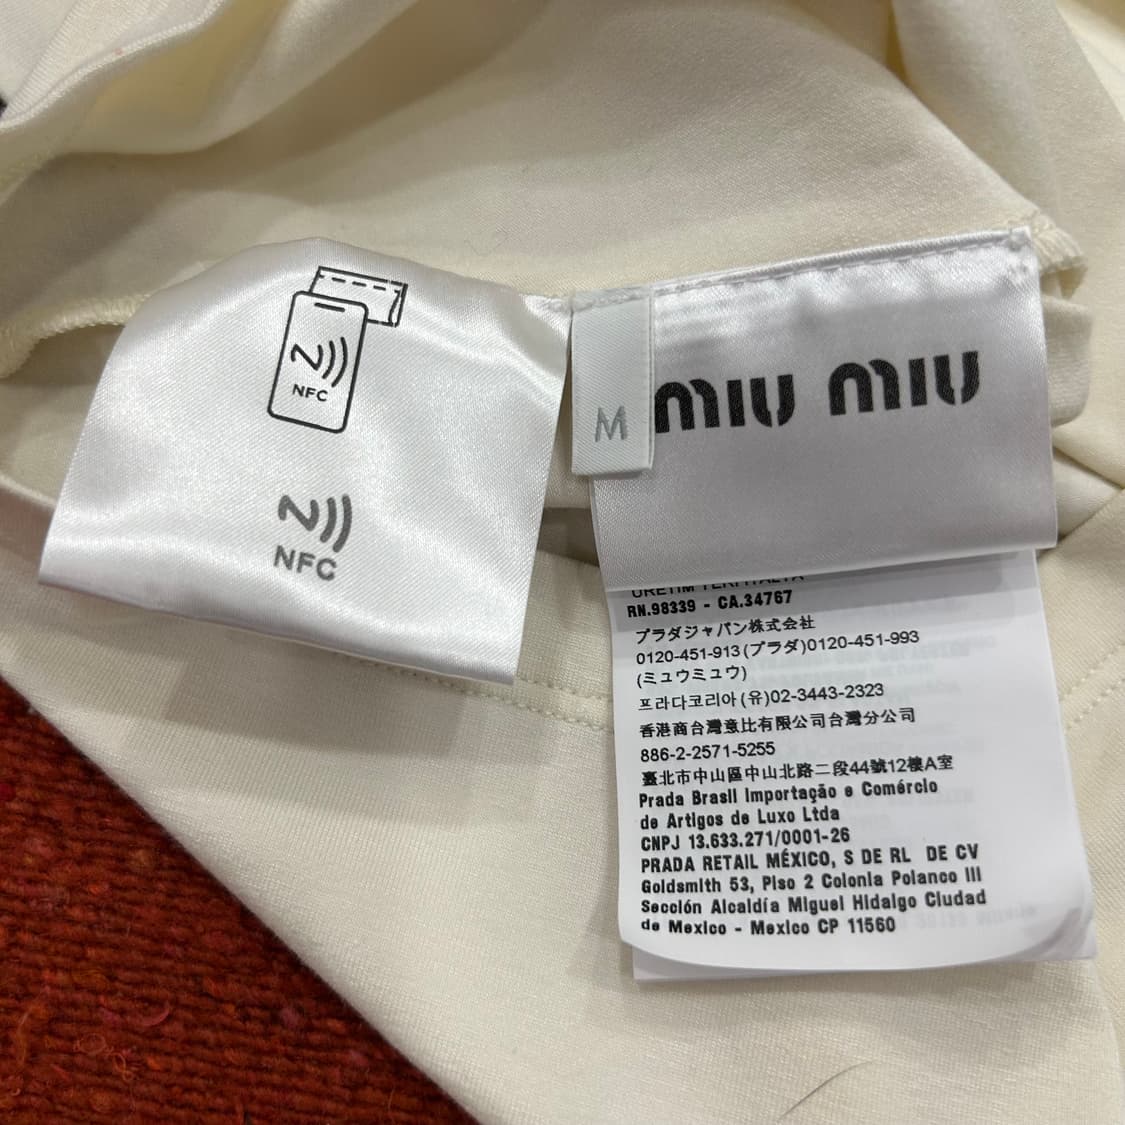 NFC
NFC
M
MIU MIU
ÜRETİM YERİ:İTALYA
RN.98339 - CA.34767
プラダジャパン株式会社
0120-451-913(プラダ)0120-451-993
(ミュウミュウ)
프라다코리아(유)02-3443-2323
香港商台灣意比有限公司台灣分公司
886-2-2571-5255
臺北市中山區中山北路二段44號12樓A室
Prada Brasil Importação e Comércio
de Artigos de Luxo Ltda
CNPJ 13.633.271/0001-26
PRADA RETAIL MÉXICO, S DE RL DE CV
Goldsmith 53, Piso 2 Colonia Polanco III
Sección Alcaldía Miguel Hidalgo Ciudad
de Mexico - Mexico CP 11560